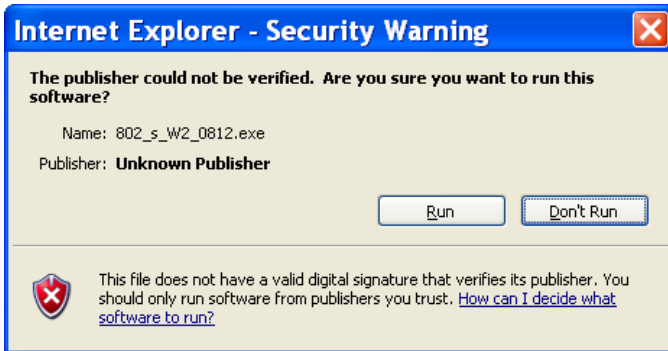 Internet Explorer - Security Warning
The publisher could not be verified.  Are you sure you want to run this
software?
Name: 802_s_W2_0812.exe
Publisher: Unknown Publisher
Run
Don't Run
This file does not have a valid digital signature that verifies its publisher. You
should only run software from publishers you trust. How can I decide what
software to run?